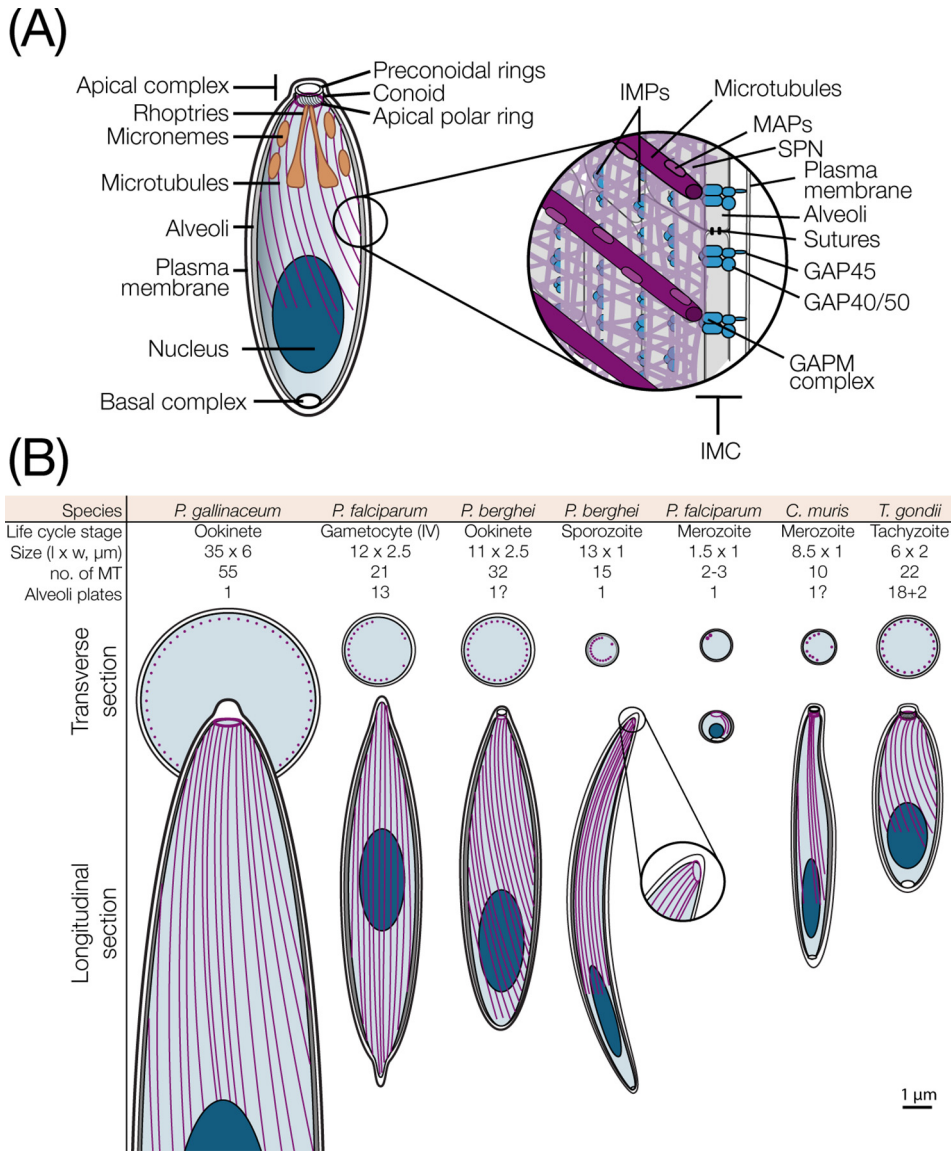 (A)
Apical complex
Rhoptries
Micronemes
Microtubules
Alveoli
Plasma
membrane
Nucleus
Basal complex
Preconoidal rings
Conoid
Apical polar ring
IMPs
Microtubules
MAPs
SPN
Plasma
membrane
Alveoli
Sutures
GAP45
GAP40/50
GAPM
complex
IMC
(B)
Species P. gallinaceum P. falciparum P. berghei P. berghei P. falciparum C. muris T. gondii
Life cycle stage Ookinete Gametocyte (IV) Ookinete Sporozoite Merozoite Merozoite Tachyzoite
Size (l x w, µm) 35 x 6 12 x 2.5 11 x 2.5 13 x 1 1.5 x 1 8.5 x 1 6 x 2
no. of MT 55 21 32 15 2-3 10 22
Alveoli plates 1 13 1? 1 1 1? 18+2
Transverse
section
Longitudinal
section
1 µm